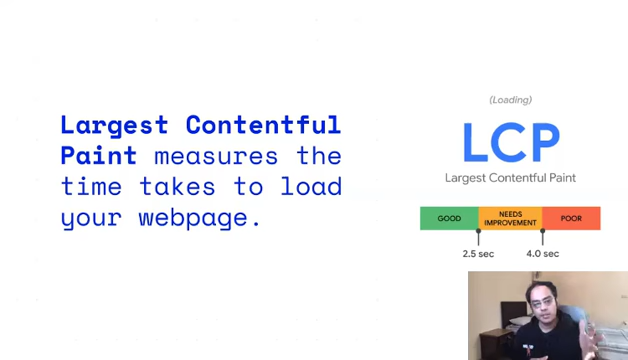 Largest Contentful
Paint measures the
time takes to load
your webpage.
(Loading)
LCP
Largest Contentful Paint
GOOD
NEEDS
IMPROVEMENT
POOR
2.5 sec
4.0 sec